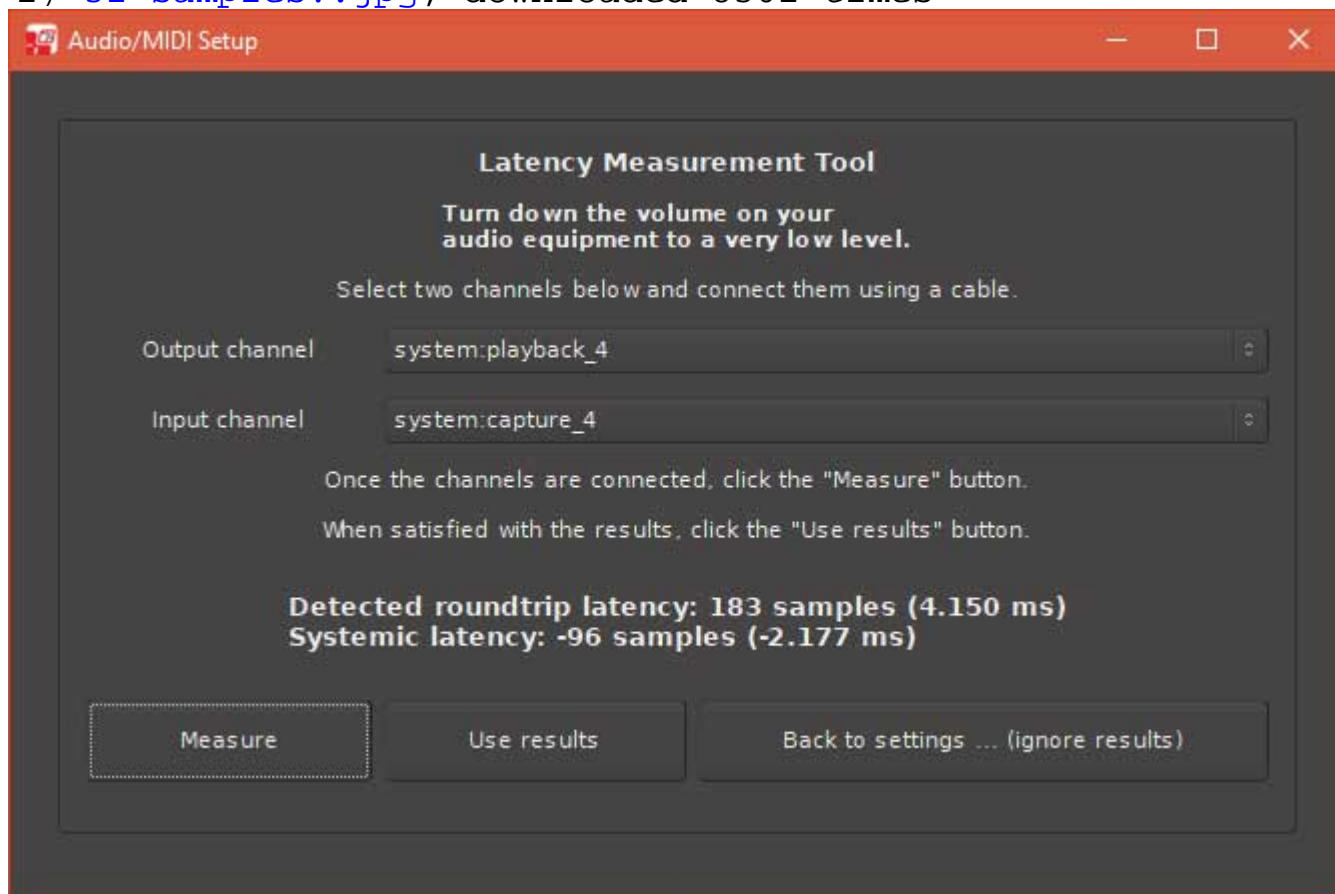 Audio/MIDI Setup
Latency Measurement Tool
Turn down the volume on your
audio equipment to a very low level.
Select two channels below and connect them using a cable.
Output channel system:playback_4
Input channel system:capture_4
Once the channels are connected, click the "Measure" button.
When satisfied with the results, click the "Use results" button.
Detected roundtrip latency: 183 samples (4.150 ms)
Systemic latency: -96 samples (-2.177 ms)
Measure Use results Back to settings ... (ignore results)